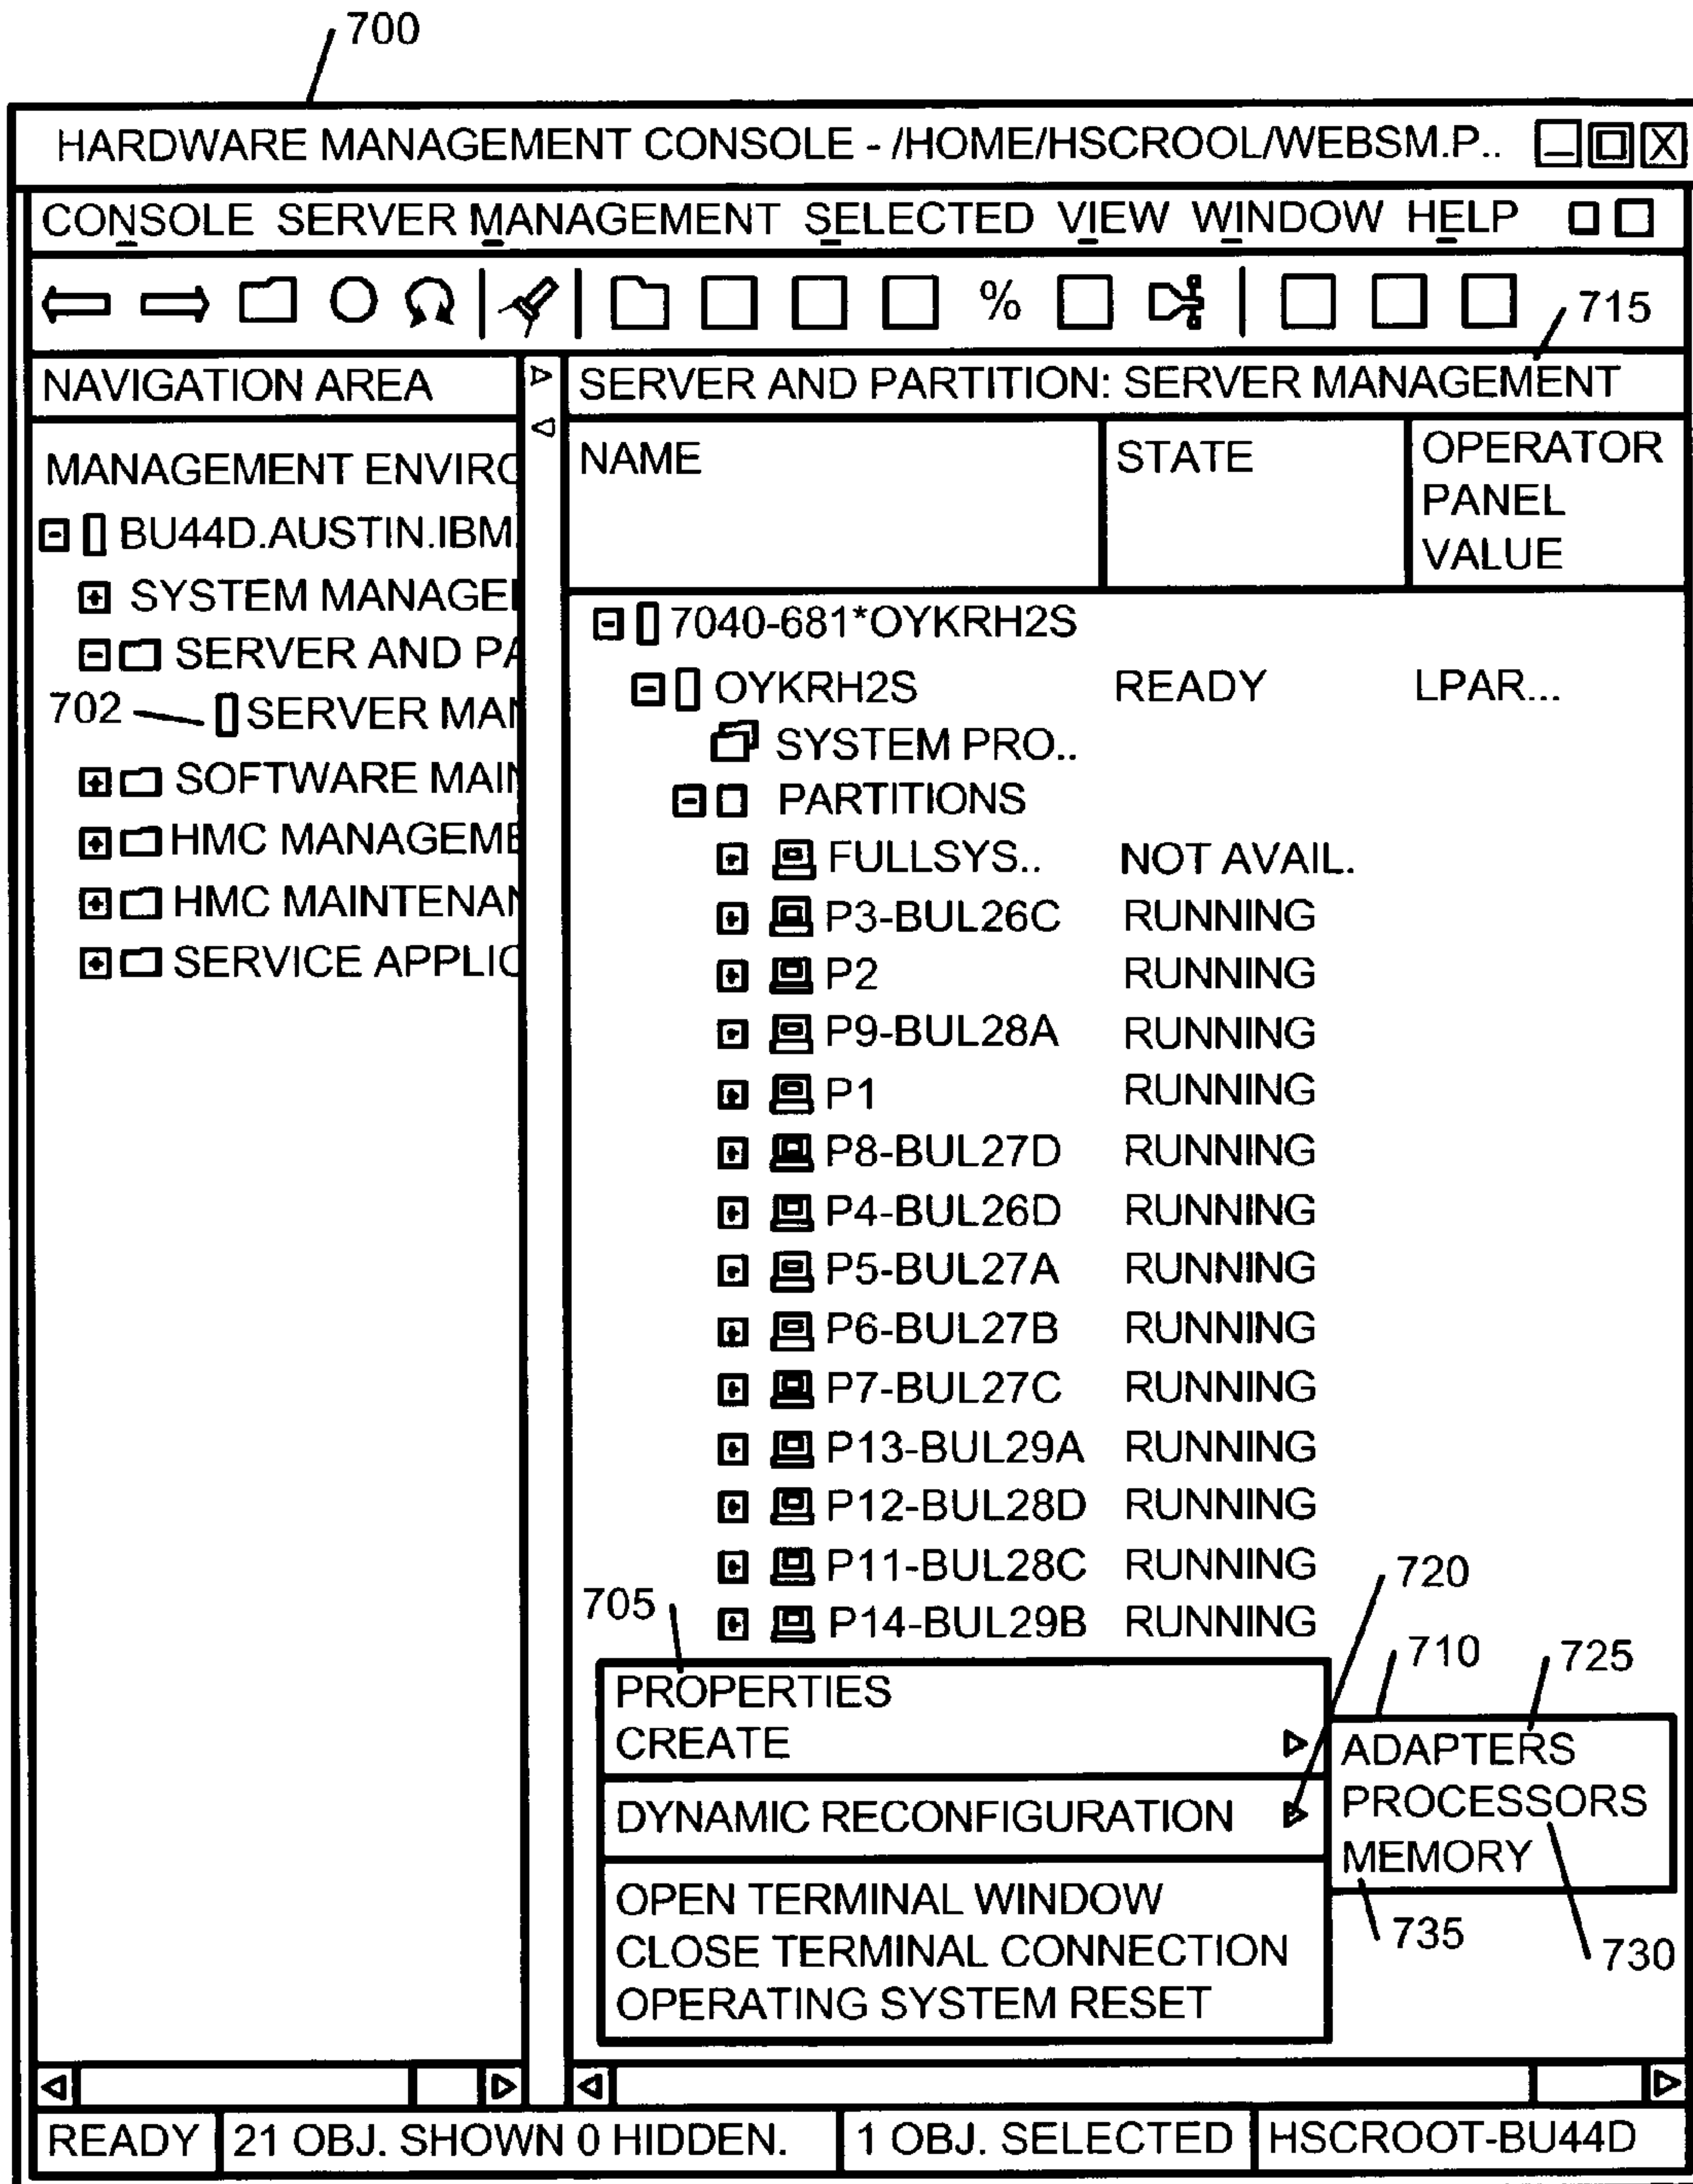 700
HARDWARE MANAGEMENT CONSOLE - /HOME/HSCROOL/WEBSM.P..
CONSOLE SERVER MANAGEMENT SELECTED VIEW WINDOW HELP
%
715
NAVIGATION AREA
MANAGEMENT ENVIRO
BU44D.AUSTIN.IBM.
SYSTEM MANAGE
SERVER AND PA
702
SERVER MAN
SOFTWARE MAIN
HMC MANAGEME
HMC MAINTENAN
SERVICE APPLIC
SERVER AND PARTITION: SERVER MANAGEMENT
NAME STATE OPERATOR
PANEL
VALUE
7040-681*OYKRH2S
OYKRH2S READY LPAR...
SYSTEM PRO..
PARTITIONS
FULLSYS.. NOT AVAIL.
P3-BUL26C RUNNING
P2 RUNNING
P9-BUL28A RUNNING
P1 RUNNING
P8-BUL27D RUNNING
P4-BUL26D RUNNING
P5-BUL27A RUNNING
P6-BUL27B RUNNING
P7-BUL27C RUNNING
P13-BUL29A RUNNING
P12-BUL28D RUNNING
P11-BUL28C RUNNING
P14-BUL29B RUNNING
705
720
710
725
PROPERTIES
CREATE
DYNAMIC RECONFIGURATION
OPEN TERMINAL WINDOW
CLOSE TERMINAL CONNECTION
OPERATING SYSTEM RESET
ADAPTERS
PROCESSORS
MEMORY
735
730
READY 21 OBJ. SHOWN 0 HIDDEN. 1 OBJ. SELECTED HSCROOT-BU44D